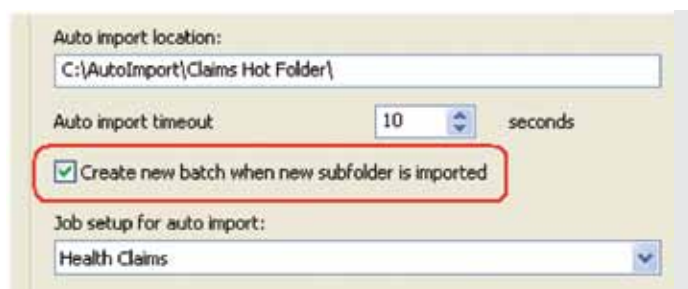 Auto import location:
C:\AutoImport\Claims Hot Folder\
Auto import timeout 10 seconds
Create new batch when new subfolder is imported
Job setup for auto import:
Health Claims